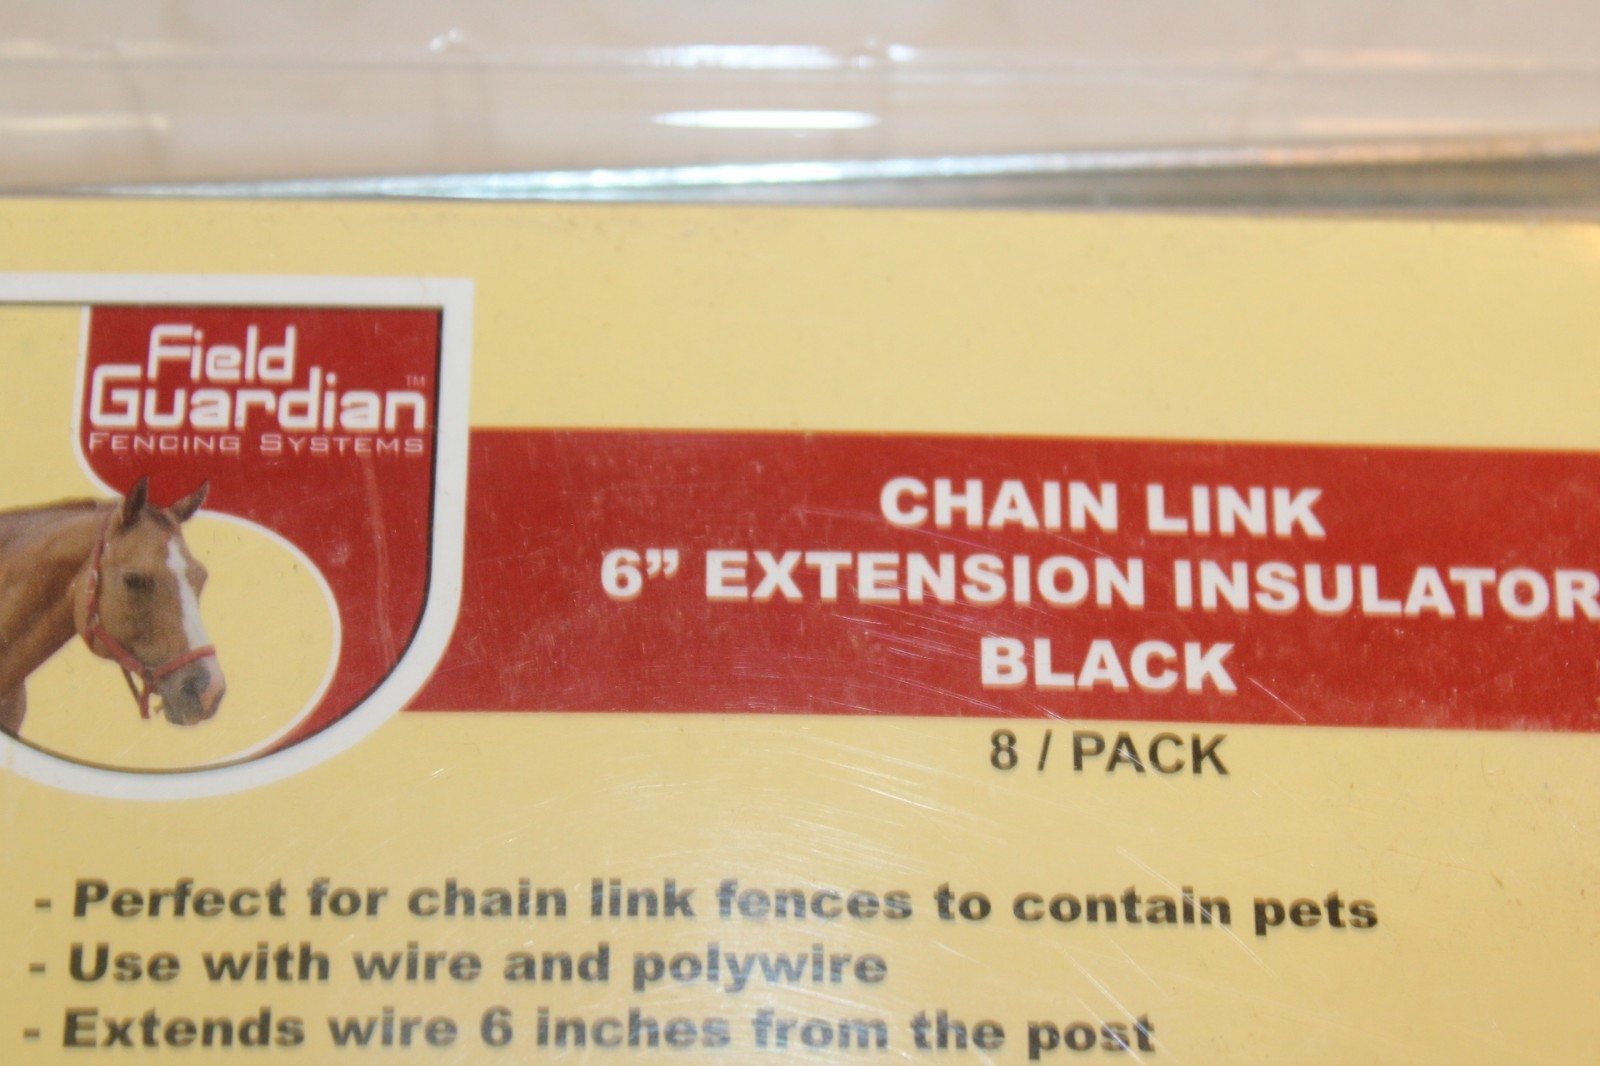 Field
Guardian™
FENCING SYSTEMS
CHAIN LINK
6” EXTENSION INSULATOR
BLACK
8 / PACK
- Perfect for chain link fences to contain pets
- Use with wire and polywire
- Extends wire 6 inches from the post